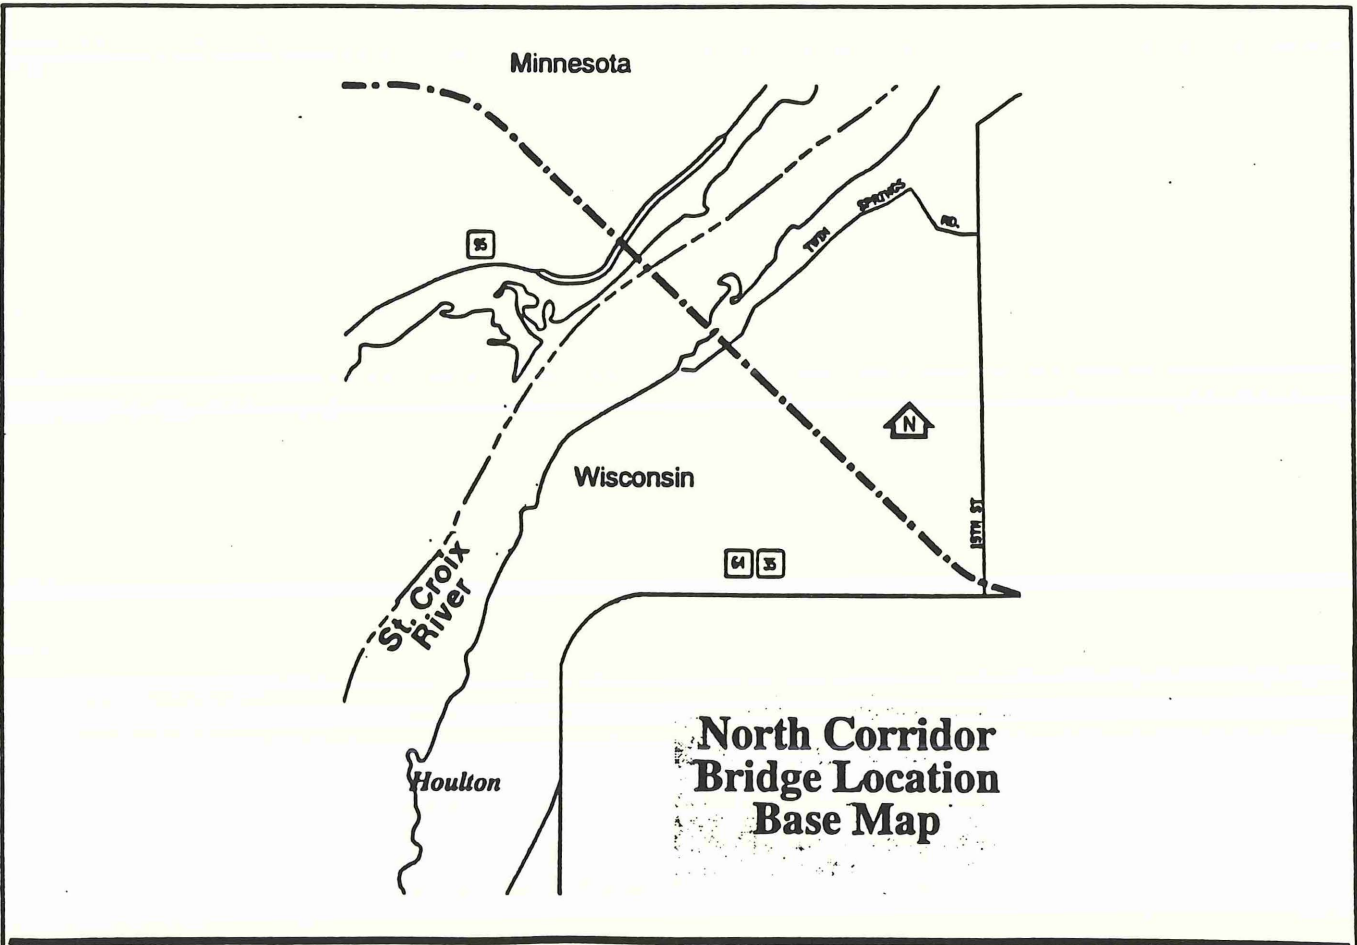 Minnesota
95
TWIN
SPRINGS
RD.
N
Wisconsin
15TH ST
64 35
St. Croix
River
North Corridor
Bridge Location
Base Map
Houlton